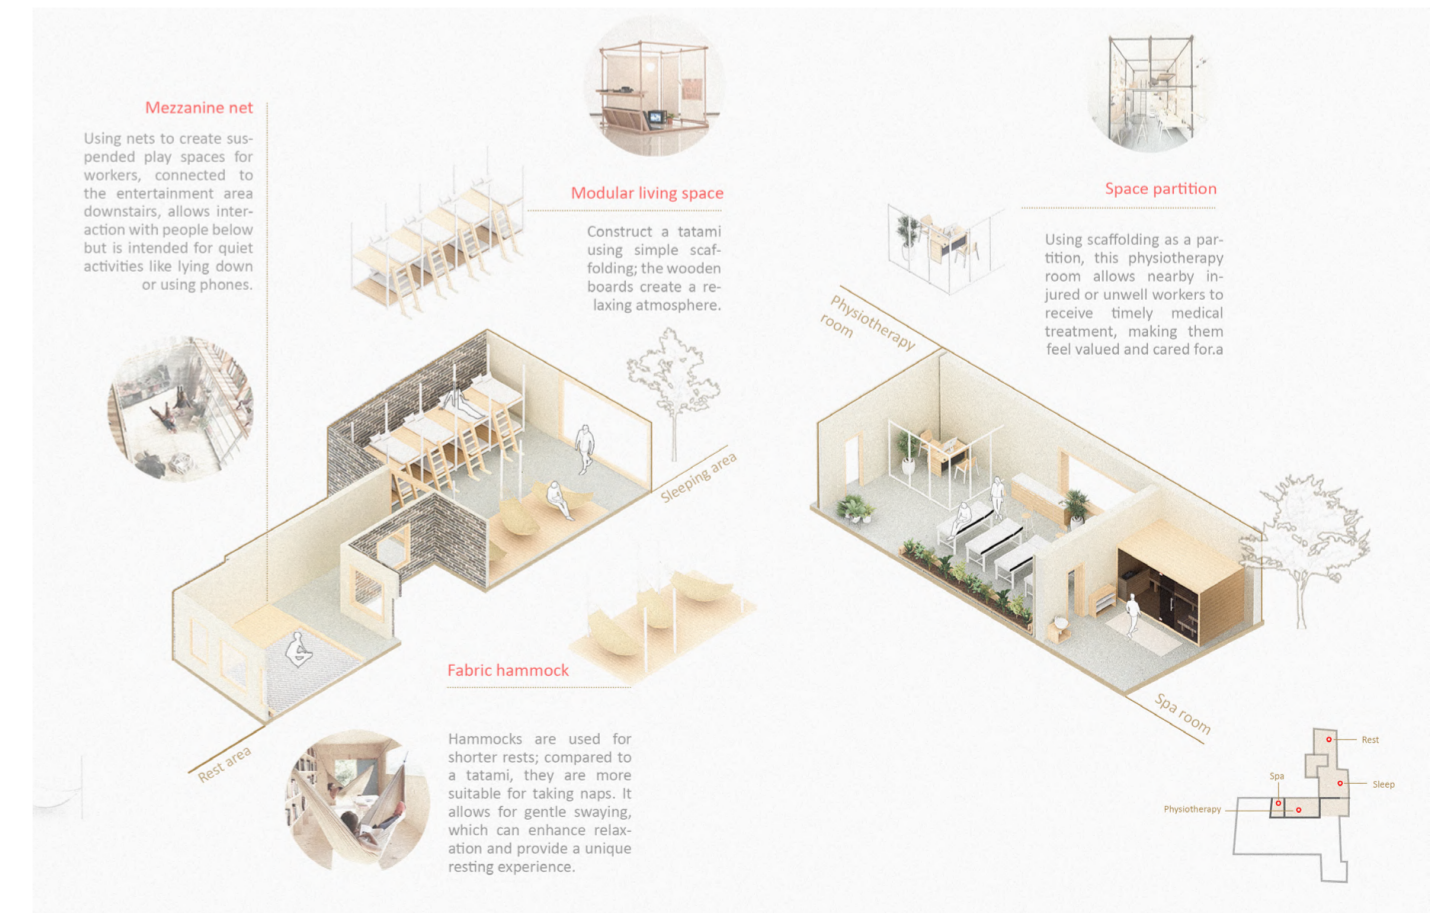 Mezzanine net
Using nets to create sus-
pended play spaces for
workers, connected to
the entertainment area
downstairs, allows inter-
action with people below
but is intended for quiet
activities like lying down
or using phones.
Modular living space
Construct a tatami
using simple scaf-
folding; the wooden
boards create a re-
laxing atmosphere.
Space partition
Using scaffolding as a par-
tition, this physiotherapy
room allows nearby in-
jured or unwell workers to
receive timely medical
treatment, making them
feel valued and cared for.a
Physiotherapy
room
Sleeping area
Rest area
Fabric hammock
Hammocks are used for
shorter rests; compared to
a tatami, they are more
suitable for taking naps. It
allows for gentle swaying,
which can enhance relax-
ation and provide a unique
resting experience.
Spa room
Rest
Spa
Sleep
Physiotherapy